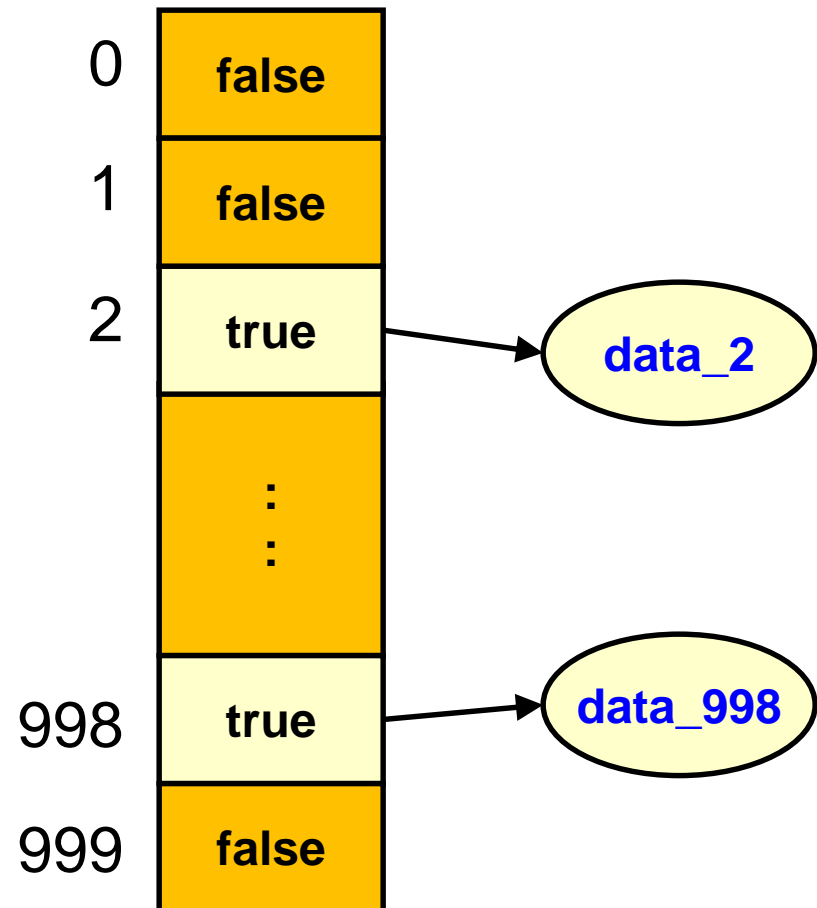 0 false
1 false
2 true data_2
:
:
998 true data_998
999 false